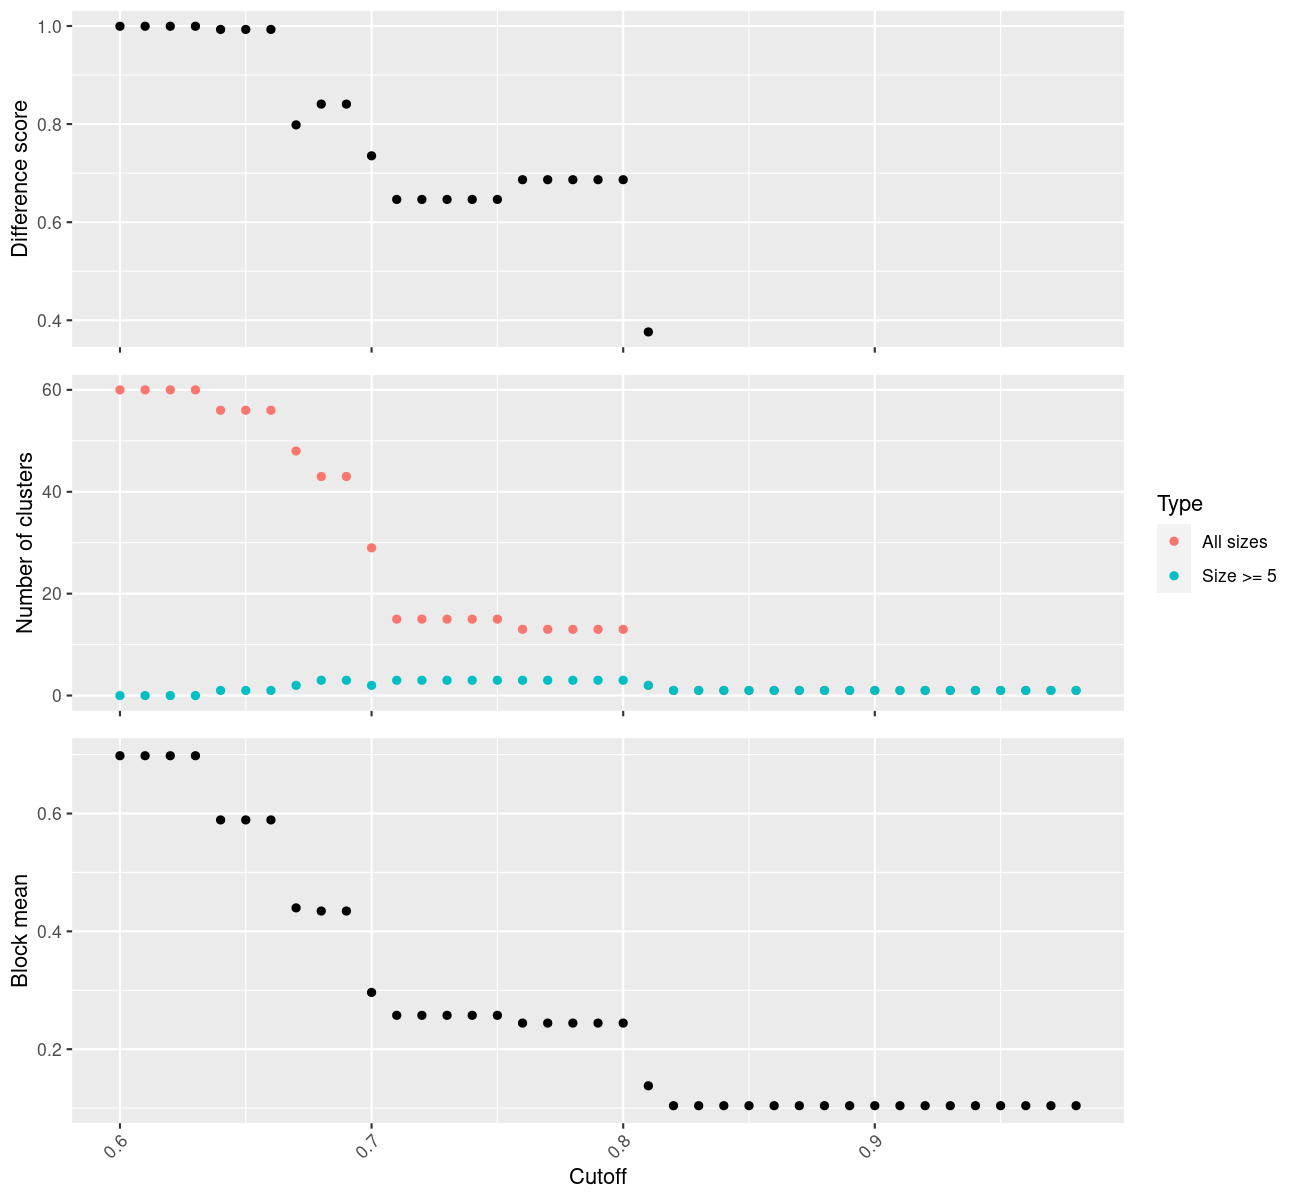 Difference score
1.0
0.8
0.6
0.4
Number of clusters
60
40
20
0
Type
All sizes
Size >= 5
Block mean
0.6
0.4
0.2
0.6
0.7
0.8
0.9
Cutoff